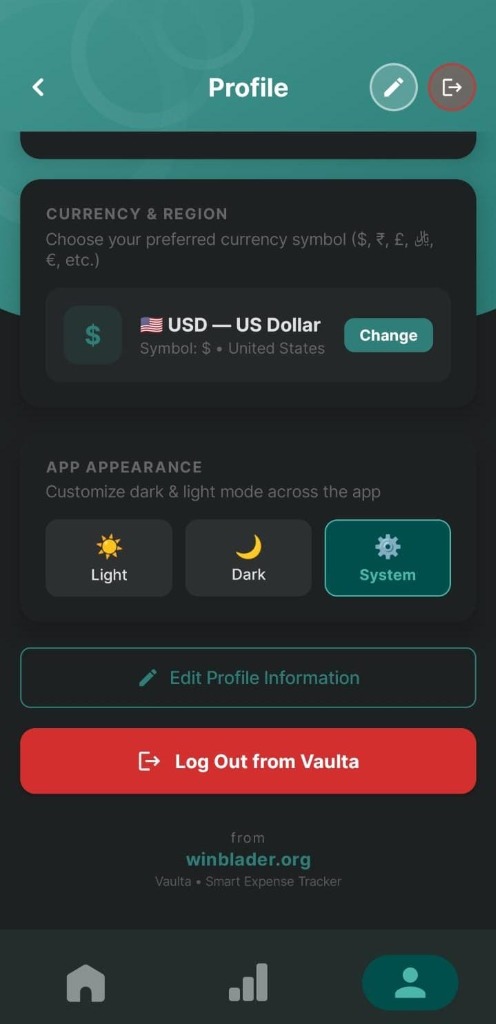 Profile
CURRENCY & REGION
Choose your preferred currency symbol ($, ₹, £, ﷼,
€, etc.)
$
🇺🇸 USD — US Dollar
Symbol: $ • United States
Change
APP APPEARANCE
Customize dark & light mode across the app
Light
Dark
System
Edit Profile Information
Log Out from Vaulta
from
winblader.org
Vaulta • Smart Expense Tracker